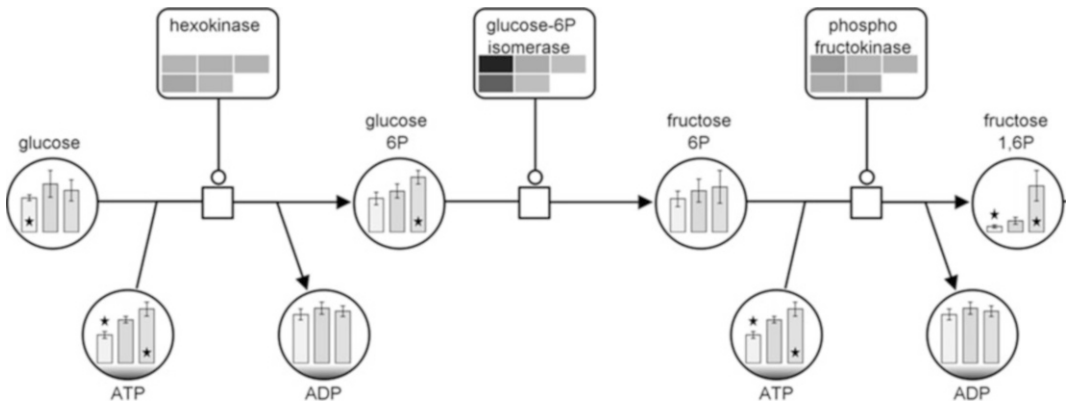 hexokinase
glucose-6P
isomerase
phospho
fructokinase
glucose
glucose
6P
fructose
6P
fructose
1,6P
ATP
ADP
ATP
ADP